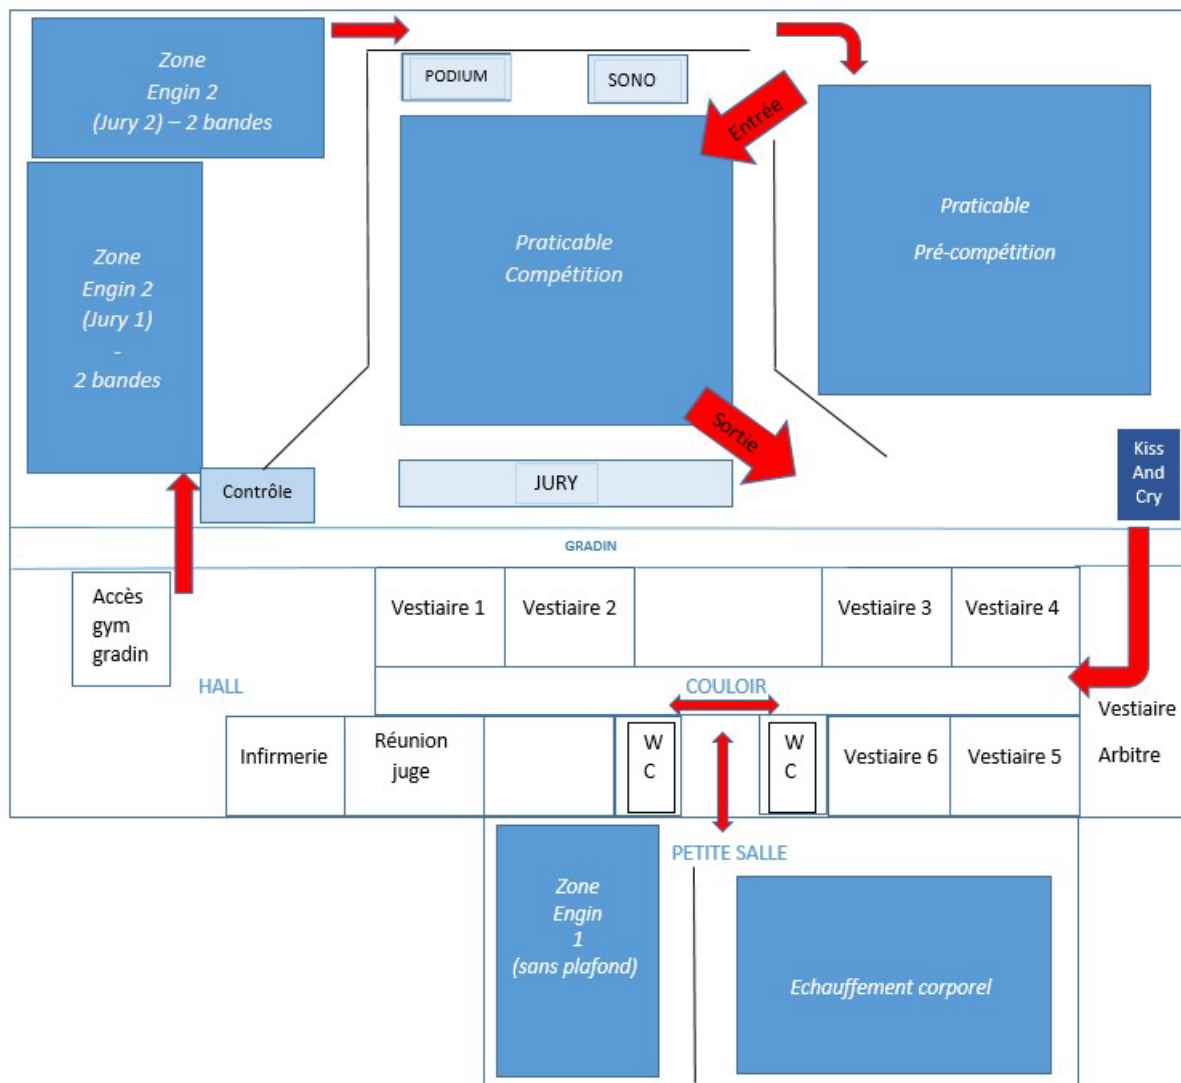 Zone
Engin 2
(Jury 2) – 2 bandes
PODIUM
SONO
Entrée
Zone
Engin 2
(Jury 1)
-
2 bandes
Praticable
Compétition
Praticable
Pré-compétition
Sortie
Contrôle
JURY
Kiss
And
Cry
GRADIN
Accès
gym
gradin
Vestiaire 1
Vestiaire 2
Vestiaire 3
Vestiaire 4
HALL
COULOIR
Vestiaire
Arbitre
Infirmerie
Réunion
juge
W
C
W
C
Vestiaire 6
Vestiaire 5
PETITE SALLE
Zone
Engin
1
(sans plafond)
Echauffement corporel